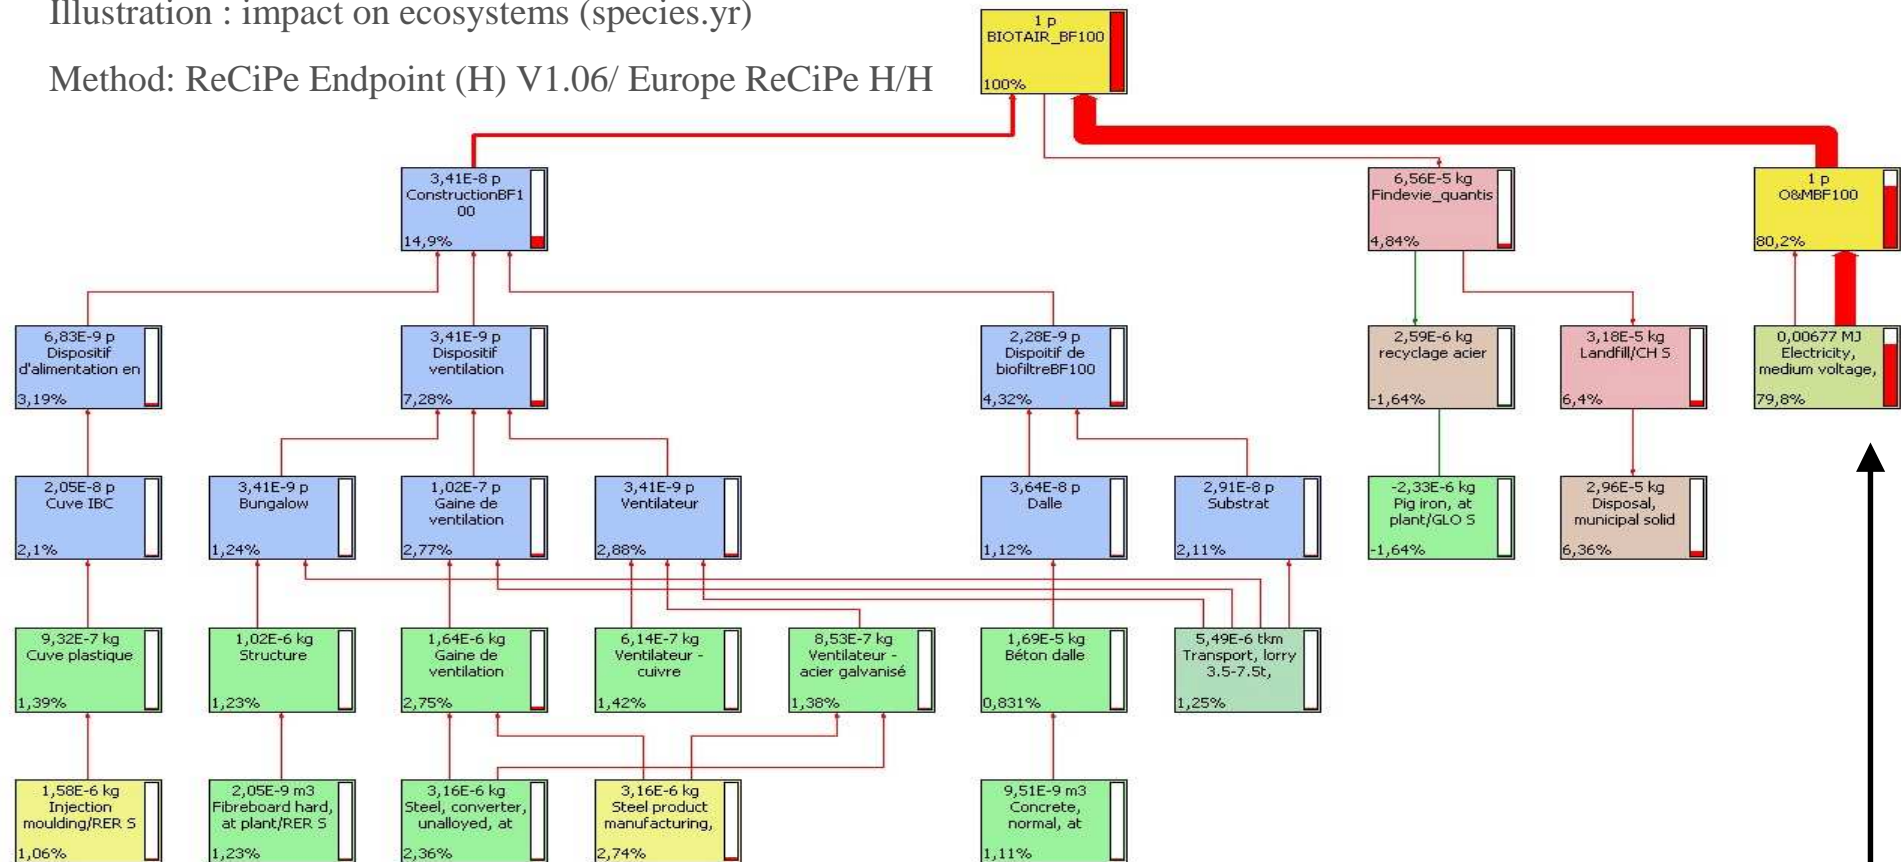 Illustration : impact on ecosystems (species.yr)
Method: ReCiPe Endpoint (H) V1.06/ Europe ReCiPe H/H
1 p
BIOTAIR_BF100
100%
3,41E-8 p
ConstructionBF1
00
14,9%
6,56E-5 kg
Findevie_quantis
4,84%
1 p
O&MBF100
80,2%
6,83E-9 p
Dispositif
d'alimentation en
3,19%
3,41E-9 p
Dispositif
ventilation
7,28%
2,28E-9 p
Dispoitif de
biofiltreBF100
4,32%
2,59E-6 kg
recyclage acier
-1,64%
3,18E-5 kg
Landfill/CH S
6,4%
0,00677 MJ
Electricity,
medium voltage,
79,8%
2,05E-8 p
Cuve IBC
2,1%
3,41E-9 p
Bungalow
1,24%
1,02E-7 p
Gaine de
ventilation
2,77%
3,41E-9 p
Ventilateur
2,88%
3,64E-8 p
Dalle
1,12%
2,91E-8 p
Substrat
2,11%
-2,33E-6 kg
Pig iron, at
plant/GLO S
-1,64%
2,96E-5 kg
Disposal,
municipal solid
6,36%
9,32E-7 kg
Cuve plastique
1,39%
1,02E-6 kg
Structure
1,23%
1,64E-6 kg
Gaine de
ventilation
2,75%
6,14E-7 kg
Ventilateur -
cuivre
1,42%
8,53E-7 kg
Ventilateur -
acier galvanisé
1,38%
1,69E-5 kg
Béton dalle
0,831%
5,49E-6 tkm
Transport, lorry
3.5-7.5t,
1,25%
1,58E-6 kg
Injection
moulding/RER S
1,06%
2,05E-9 m3
Fibreboard hard,
at plant/RER S
1,23%
3,16E-6 kg
Steel, converter,
unalloyed, at
2,36%
3,16E-6 kg
Steel product
manufacturing,
2,74%
9,51E-9 m3
Concrete,
normal, at
1,11%